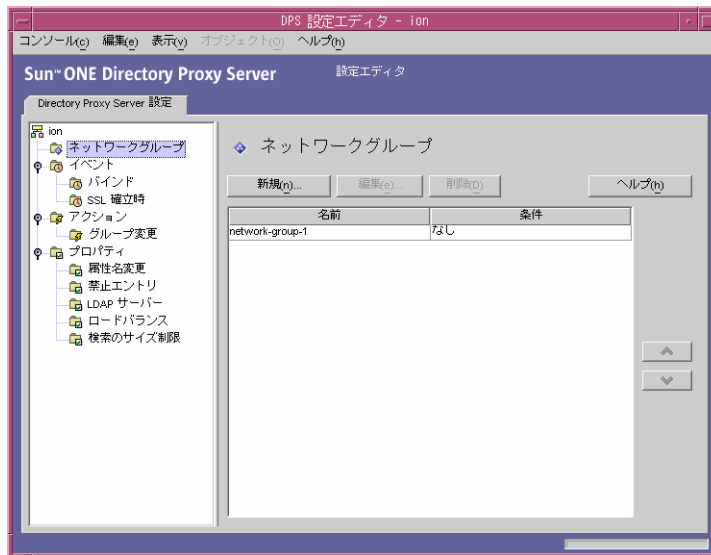 DPS 設定エディタ - ion
コンソール(c) 編集(e) 表示(v) オブジェクト(o) ヘルプ(h)
Sun™ ONE Directory Proxy Server 設定エディタ
Directory Proxy Server 設定
ion
ネットワークグループ
イベント
バインド
SSL 確立時
アクション
グループ変更
プロパティ
属性名変更
禁止エントリ
LDAP サーバー
ロードバランス
検索のサイズ制限
ネットワークグループ
新規(n)... 編集(e)... 削除(D) ヘルプ(h)
名前 条件
network-group-1 なし